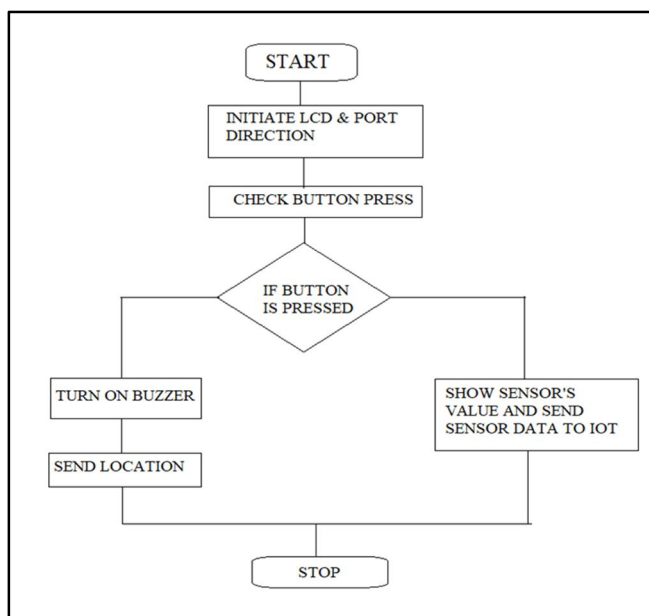 START
INITIATE LCD & PORT
DIRECTION
CHECK BUTTON PRESS
IF BUTTON
IS PRESSED
TURN ON BUZZER
SEND LOCATION
SHOW SENSOR'S
VALUE AND SEND
SENSOR DATA TO IOT
STOP